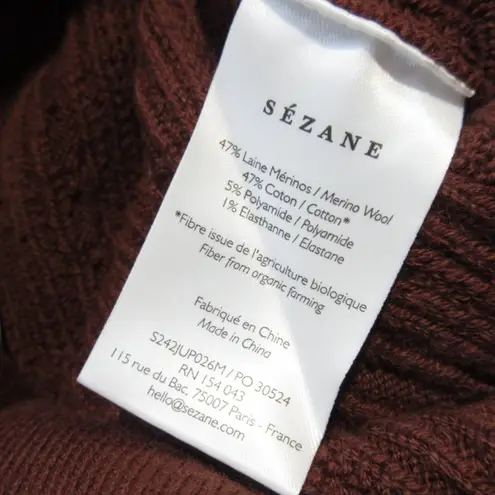 SÉZANE
47% Laine Mérinos / Merino Wool
47% Coton / Cotton*
5% Polyamide / Polyamide
1% Elasthanne / Elastane
*Fibre issue de l'agriculture biologique
Fiber from organic farming
Fabriqué en Chine
Made in China
S242JUP026M / PO 30524
RN 154 043
115 rue du Bac, 75007 Paris - France
hello@sezane.com